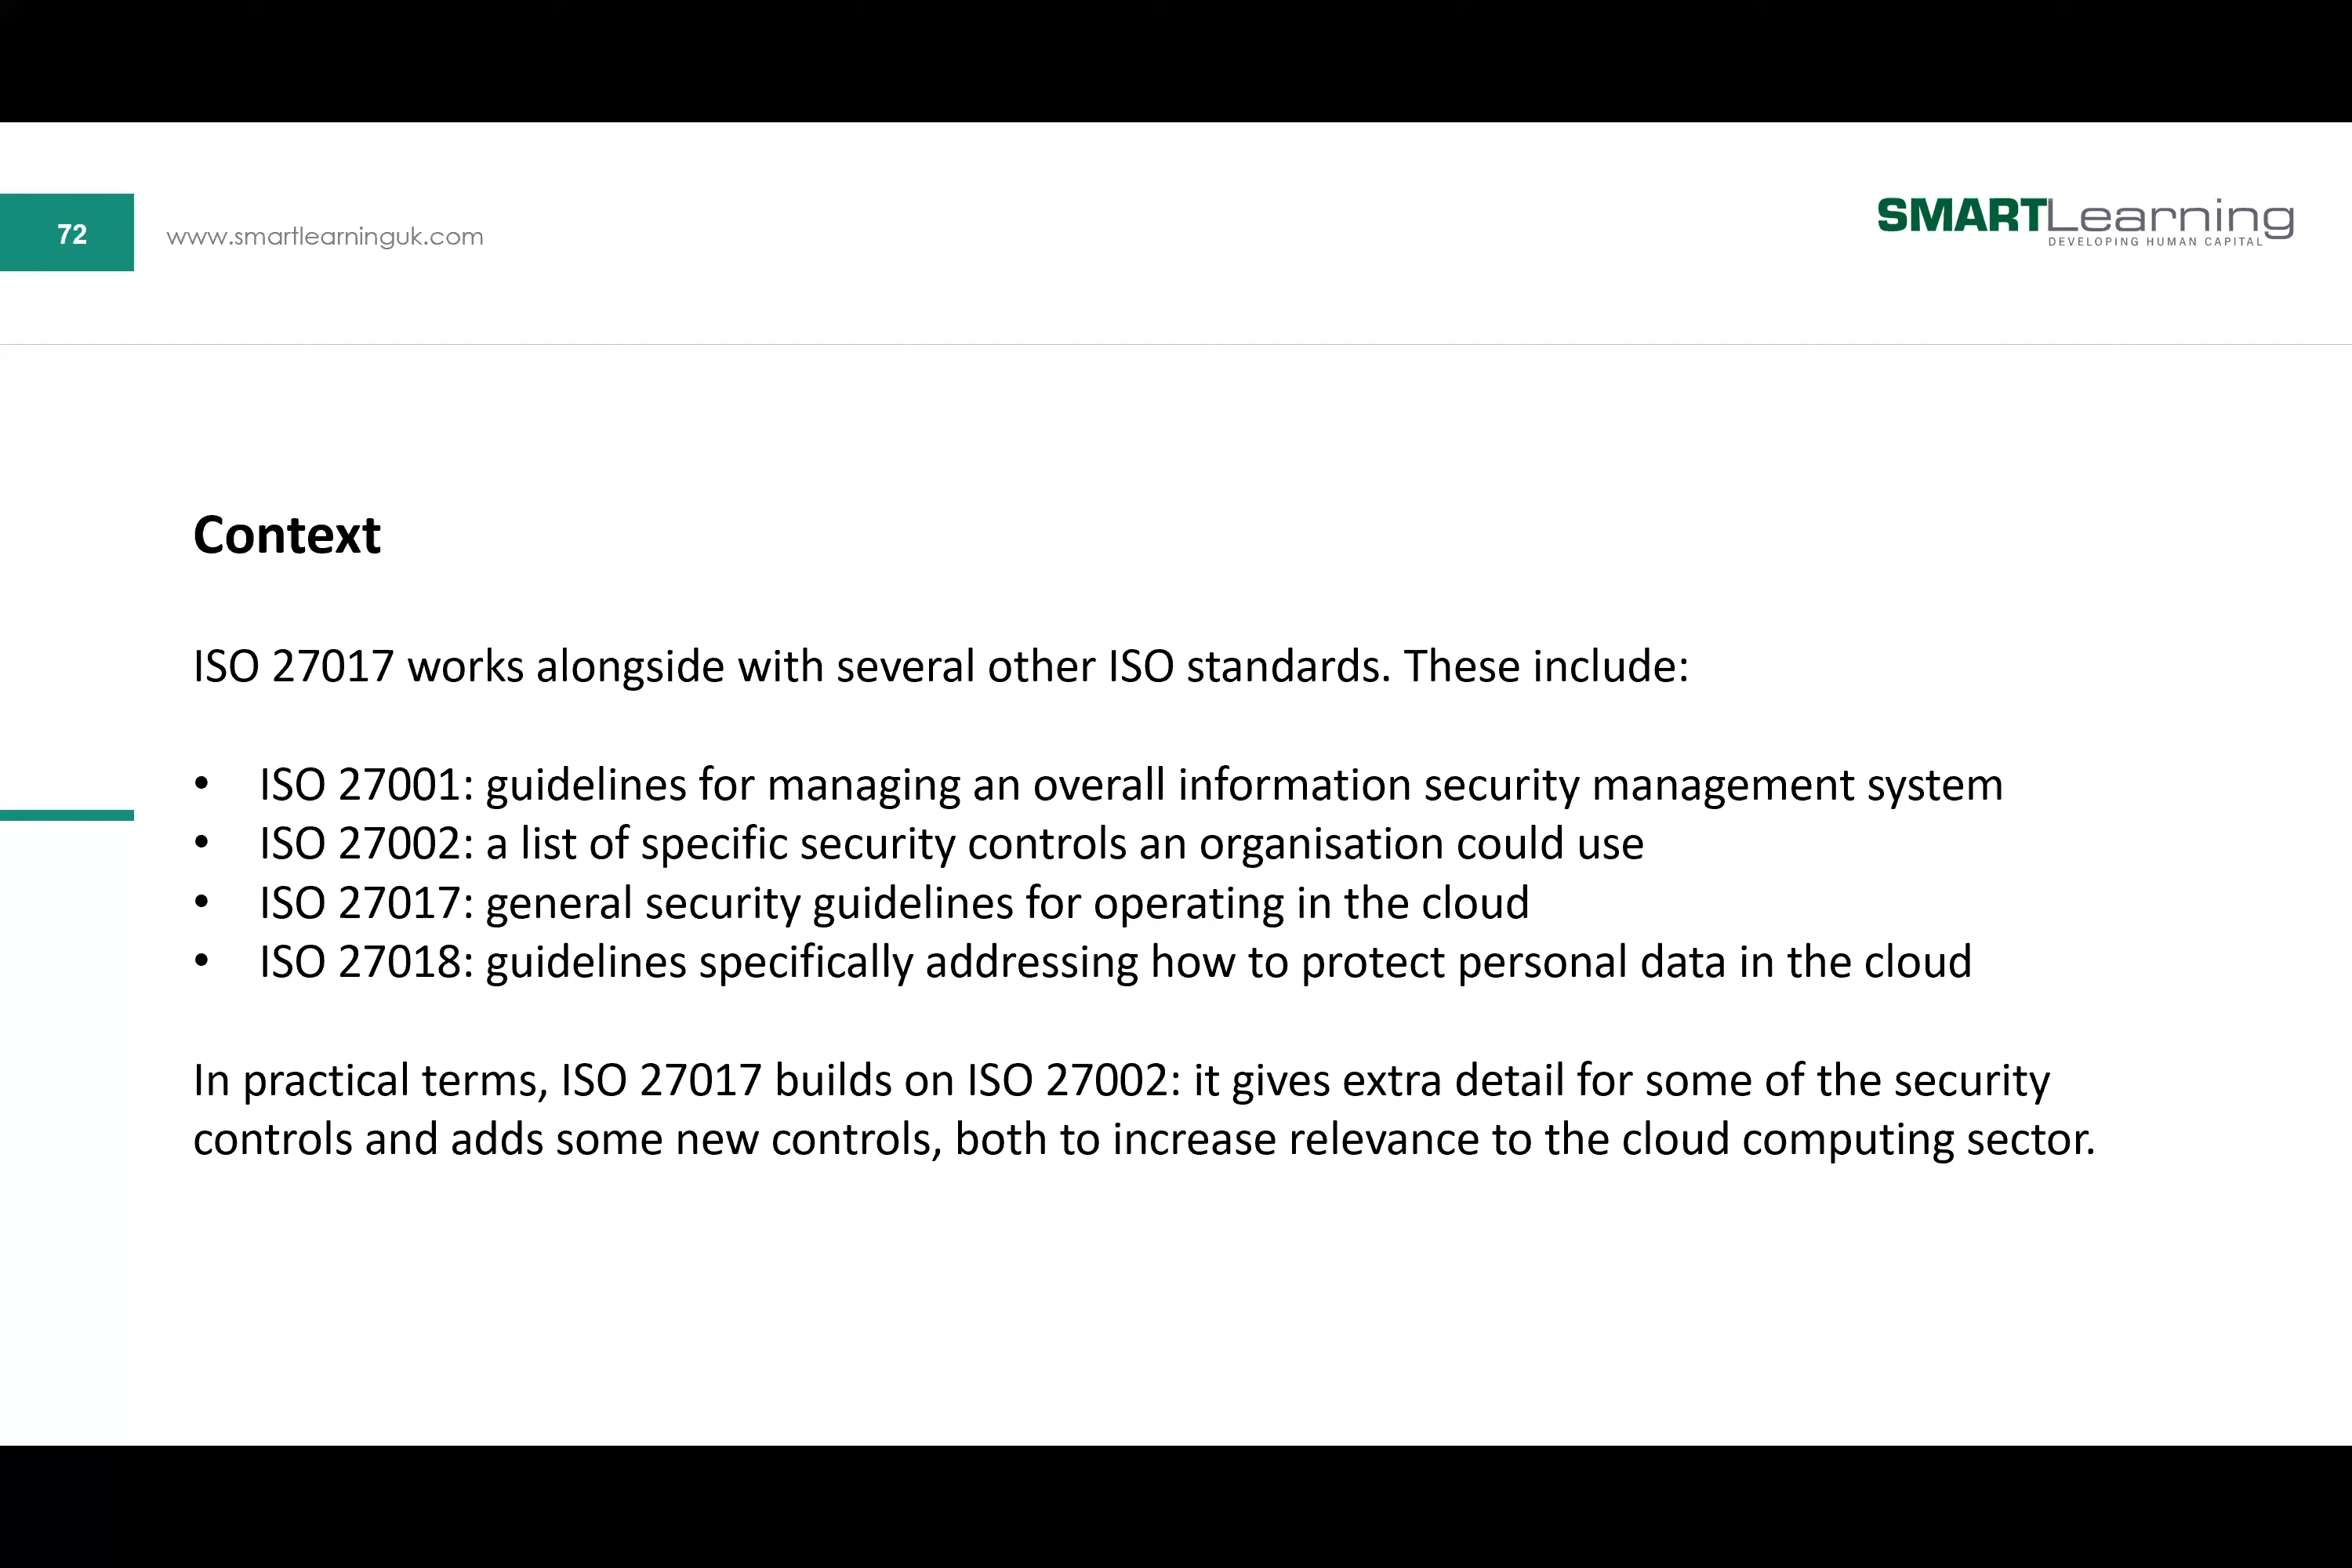 72
www.smartlearninguk.com
SMARTLearning
DEVELOPING HUMAN CAPITAL
Context
ISO 27017 works alongside with several other ISO standards. These include:
• ISO 27001: guidelines for managing an overall information security management system
• ISO 27002: a list of specific security controls an organisation could use
• ISO 27017: general security guidelines for operating in the cloud
• ISO 27018: guidelines specifically addressing how to protect personal data in the cloud
In practical terms, ISO 27017 builds on ISO 27002: it gives extra detail for some of the security
controls and adds some new controls, both to increase relevance to the cloud computing sector.